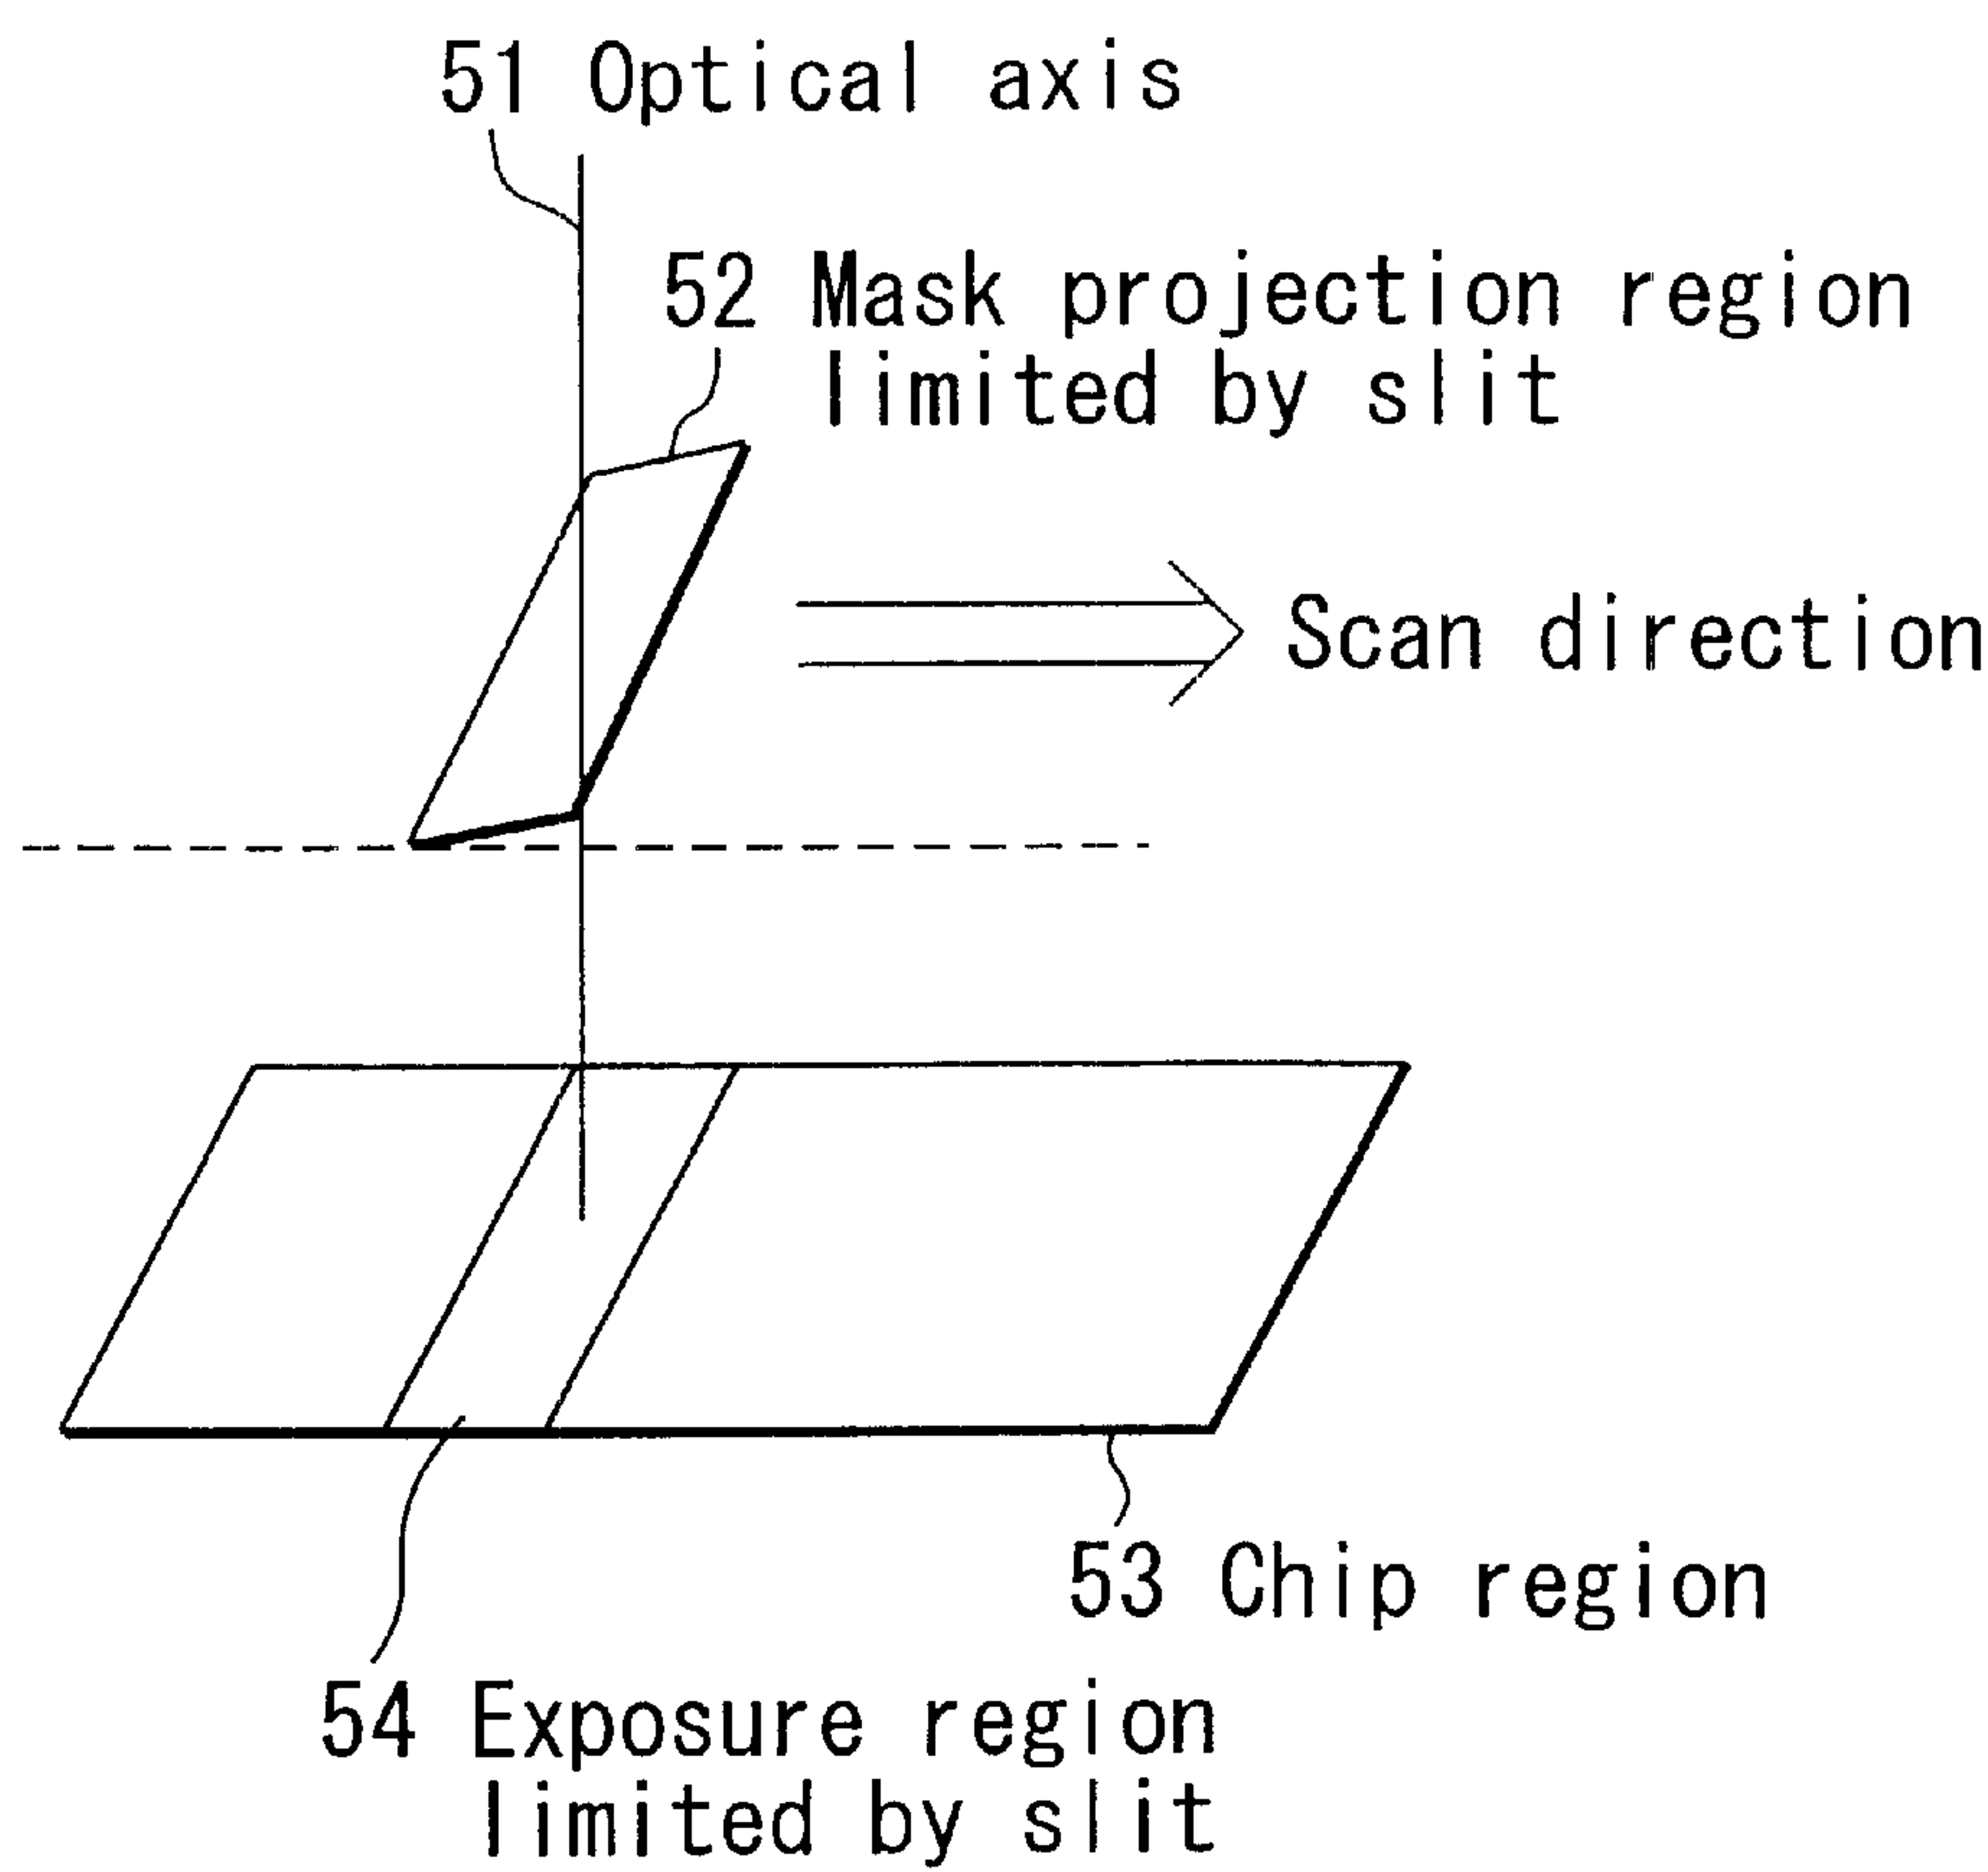 51 Optical axis
52 Mask projection region
limited by slit
Scan direction
53 Chip region
54 Exposure region
limited by slit